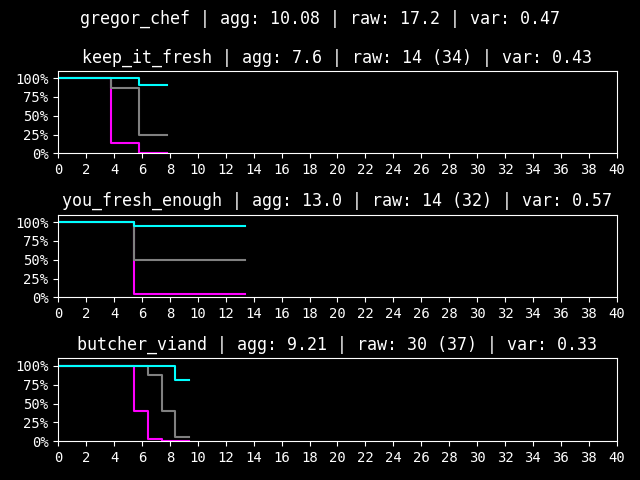 gregor_chef | agg: 10.08 | raw: 17.2 | var: 0.47
keep_it_fresh | agg: 7.6 | raw: 14 (34) | var: 0.43
100%
75%
50%
25%
0%
0 2 4 6 8 10 12 14 16 18 20 22 24 26 28 30 32 34 36 38 40
you_fresh_enough | agg: 13.0 | raw: 14 (32) | var: 0.57
100%
75%
50%
25%
0%
0 2 4 6 8 10 12 14 16 18 20 22 24 26 28 30 32 34 36 38 40
butcher_viand | agg: 9.21 | raw: 30 (37) | var: 0.33
100%
75%
50%
25%
0%
0 2 4 6 8 10 12 14 16 18 20 22 24 26 28 30 32 34 36 38 40